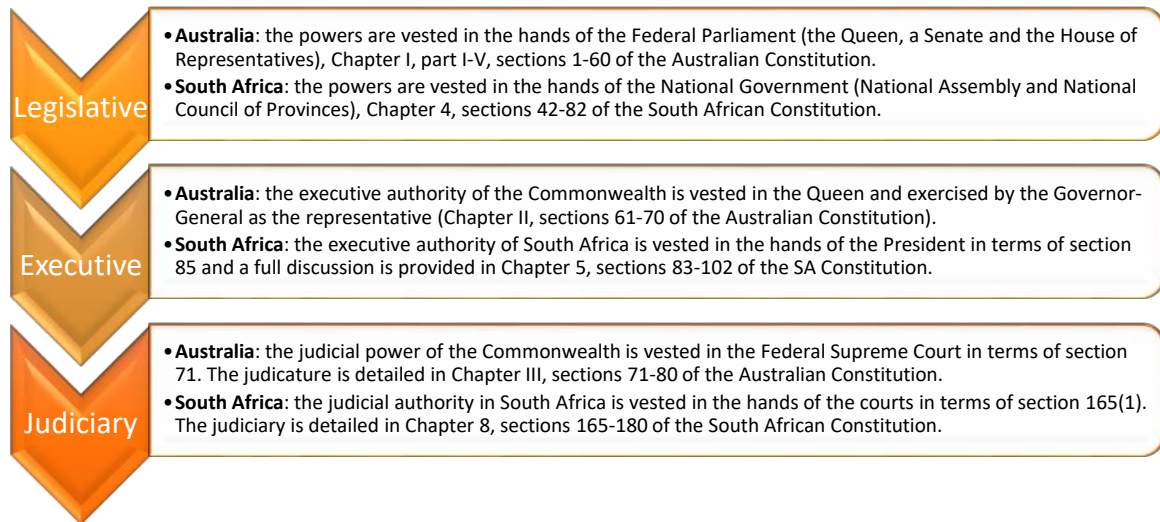 Legislative
•Australia: the powers are vested in the hands of the Federal Parliament (the Queen, a Senate and the House of
Representatives), Chapter I, part I-V, sections 1-60 of the Australian Constitution.
•South Africa: the powers are vested in the hands of the National Government (National Assembly and National
Council of Provinces), Chapter 4, sections 42-82 of the South African Constitution.
Executive
•Australia: the executive authority of the Commonwealth is vested in the Queen and exercised by the Governor-
General as the representative (Chapter II, sections 61-70 of the Australian Constitution).
•South Africa: the executive authority of South Africa is vested in the hands of the President in terms of section
85 and a full discussion is provided in Chapter 5, sections 83-102 of the SA Constitution.
Judiciary
•Australia: the judicial power of the Commonwealth is vested in the Federal Supreme Court in terms of section
71. The judicature is detailed in Chapter III, sections 71-80 of the Australian Constitution.
•South Africa: the judicial authority in South Africa is vested in the hands of the courts in terms of section 165(1).
The judiciary is detailed in Chapter 8, sections 165-180 of the South African Constitution.